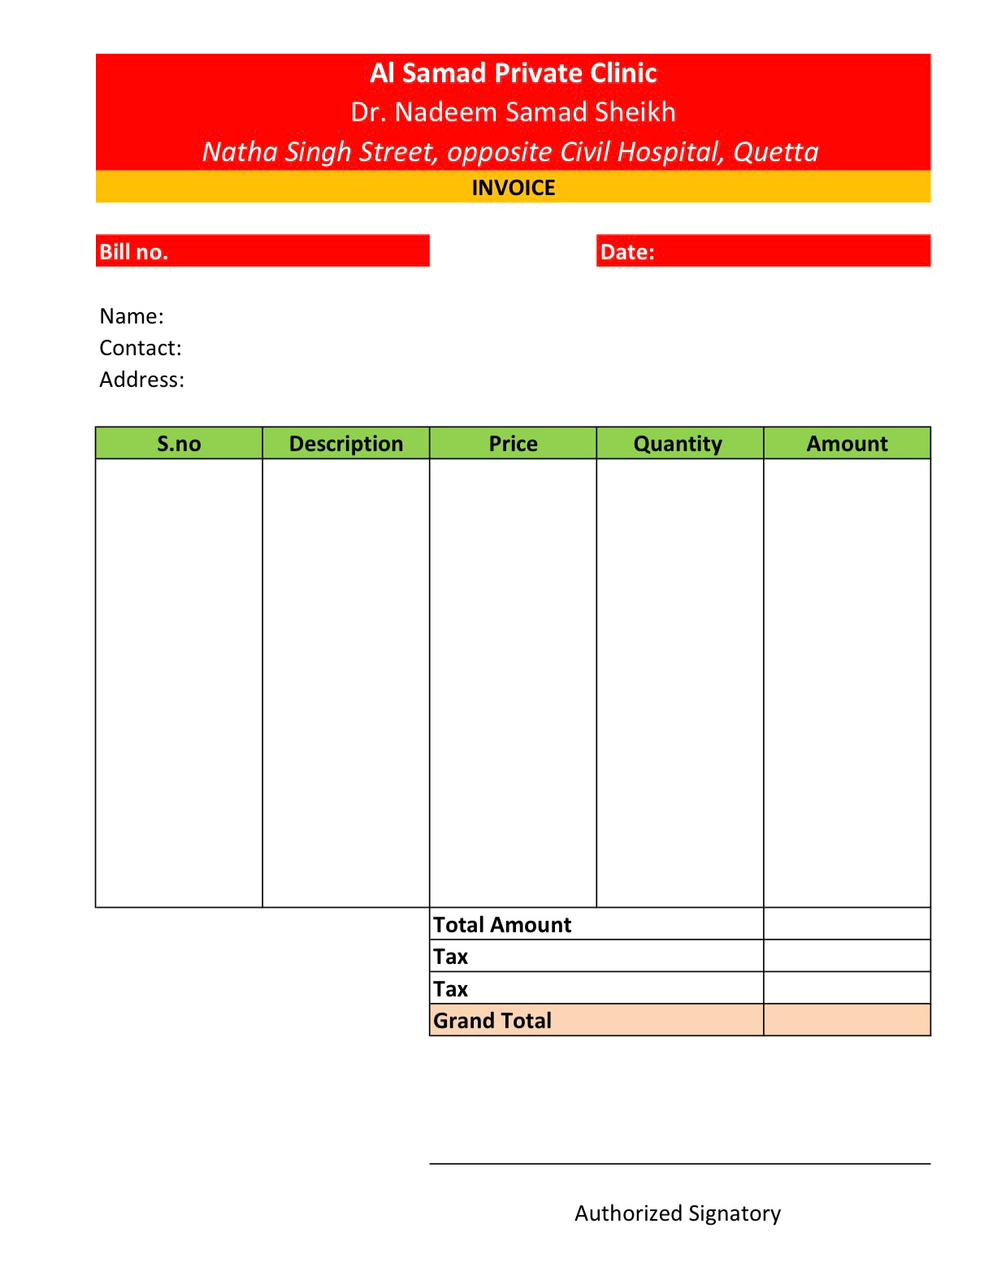 Al Samad Private Clinic
Dr. Nadeem Samad Sheikh
Natha Singh Street, opposite Civil Hospital, Quetta
INVOICE
Bill no. Date:
Name:
Contact:
Address:
S.no Description Price Quantity Amount
Total Amount
Tax
Tax
Grand Total
Authorized Signatory